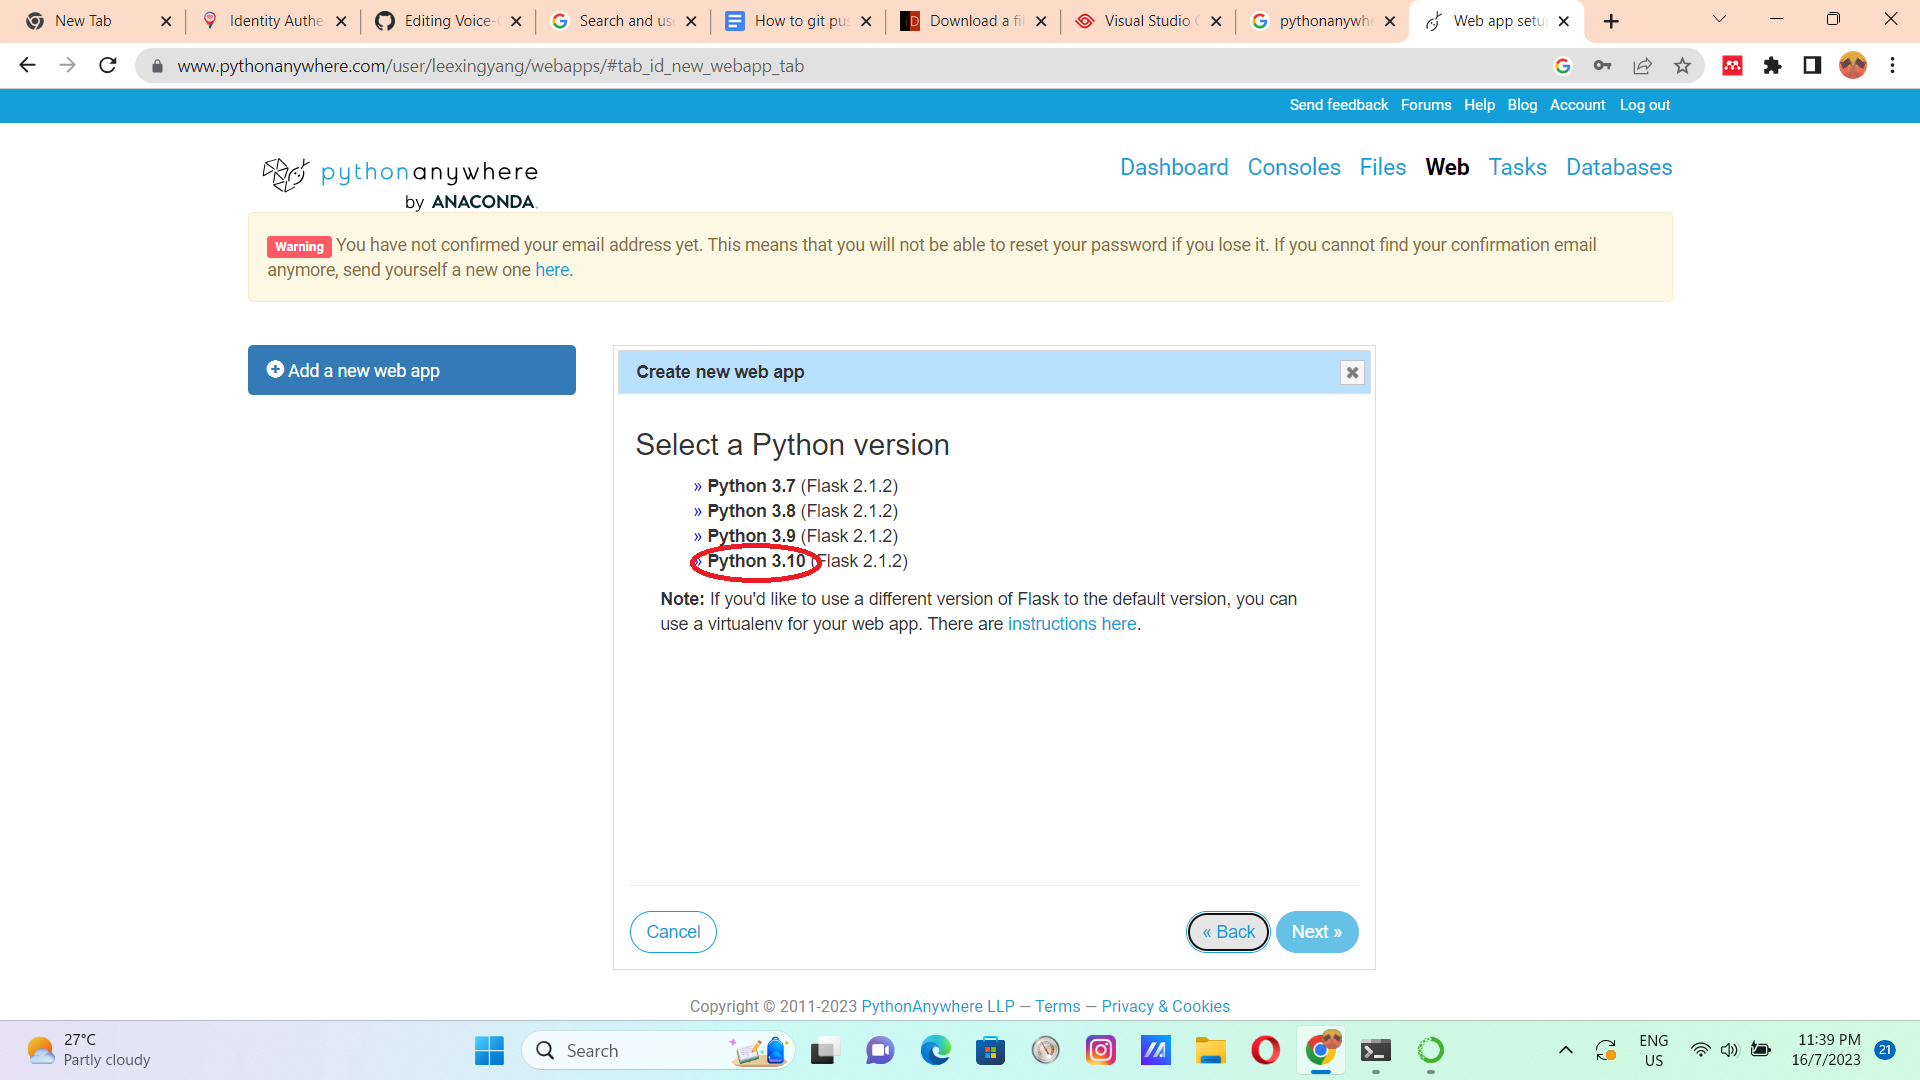 New Tab
Identity Authe
Editing Voice-
Search and us
How to git pus
Download a fi
Visual Studio
pythonanywhe
Web app setu
www.pythonanywhere.com/user/leexingyang/webapps/#tab_id_new_webapp_tab
Send feedback Forums Help Blog Account Log out
pythonanywhere
by ANACONDA.
Dashboard Consoles Files Web Tasks Databases
Warning You have not confirmed your email address yet. This means that you will not be able to reset your password if you lose it. If you cannot find your confirmation email
anymore, send yourself a new one here.
Add a new web app
Create new web app
Select a Python version
» Python 3.7 (Flask 2.1.2)
» Python 3.8 (Flask 2.1.2)
» Python 3.9 (Flask 2.1.2)
» Python 3.10 (Flask 2.1.2)
Note: If you'd like to use a different version of Flask to the default version, you can
use a virtualenv for your web app. There are instructions here.
Cancel
« Back
Next »
Copyright © 2011-2023 PythonAnywhere LLP — Terms — Privacy & Cookies
27°C
Partly cloudy
Search
ENG
US
11:39 PM
16/7/2023
21